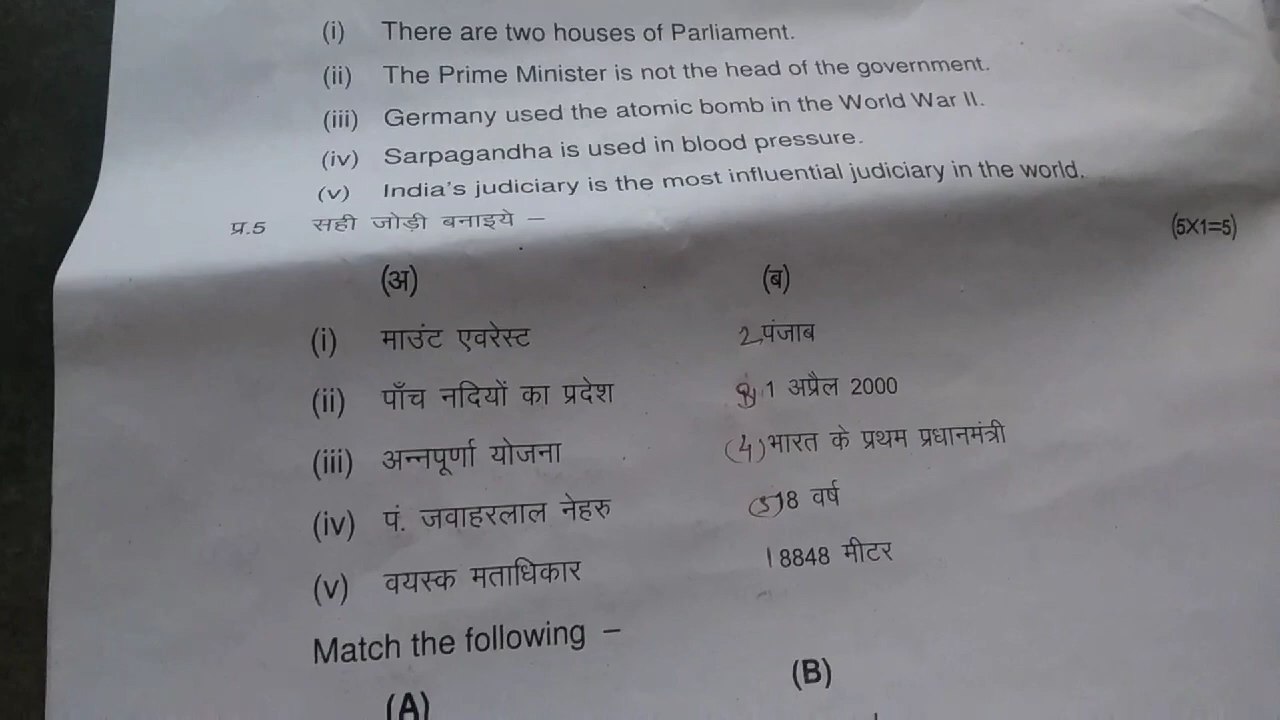 (i) There are two houses of Parliament.
(ii) The Prime Minister is not the head of the government.
(iii) Germany used the atomic bomb in the World War II.
(iv) Sarpagandha is used in blood pressure.
(v) India's judiciary is the most influential judiciary in the world.
प्र.5 सही जोड़ी बनाइये – (5X1=5)
(अ) (ब)
(i) माउंट एवरेस्ट 2 पंजाब
(ii) पाँच नदियों का प्रदेश 1 अप्रैल 2000
(iii) अन्नपूर्णा योजना (4) भारत के प्रथम प्रधानमंत्री
(iv) पं. जवाहरलाल नेहरु (5) 18 वर्ष
(v) वयस्क मताधिकार 1 8848 मीटर
Match the following –
(A) (B)